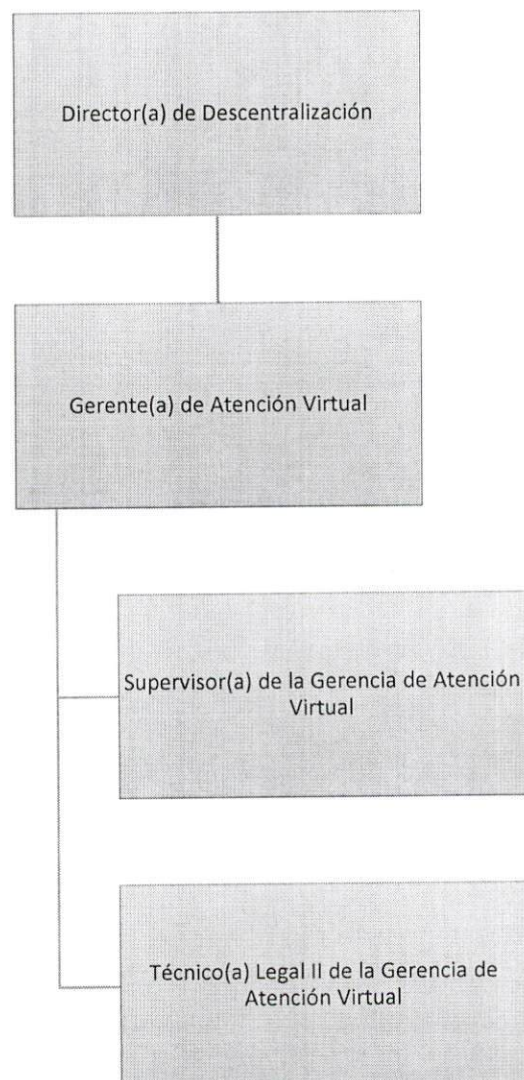 Director(a) de Descentralización
Gerente(a) de Atención Virtual
Supervisor(a) de la Gerencia de Atención
Virtual
Técnico(a) Legal II de la Gerencia de
Atención Virtual